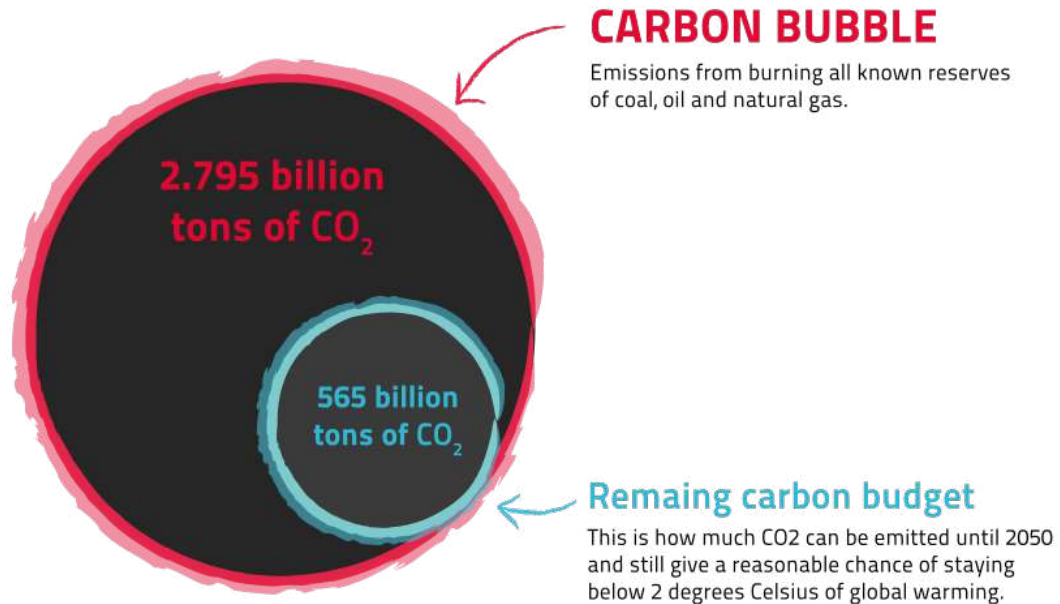 CARBON BUBBLE
Emissions from burning all known reserves
of coal, oil and natural gas.
2.795 billion
tons of CO₂
565 billion
tons of CO₂
Remaing carbon budget
This is how much CO2 can be emitted until 2050
and still give a reasonable chance of staying
below 2 degrees Celsius of global warming.